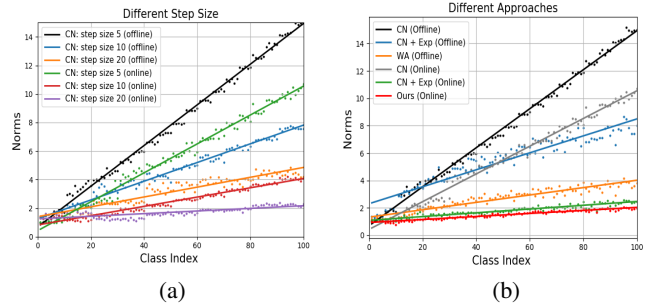 Different Step Size
CN: step size 5 (offline)
CN: step size 10 (offline)
CN: step size 20 (offline)
CN: step size 5 (online)
CN: step size 10 (online)
CN: step size 20 (online)
Norms
14
12
10
8
6
4
2
0
0 20 40 60 80 100
Class Index
(a)
Different Approaches
CN (Offline)
CN + Exp (Offline)
WA (Offline)
CN (Online)
CN + Exp (Online)
Ours (Online)
Norms
14
12
10
8
6
4
2
0
0 20 40 60 80 100
Class Index
(b)